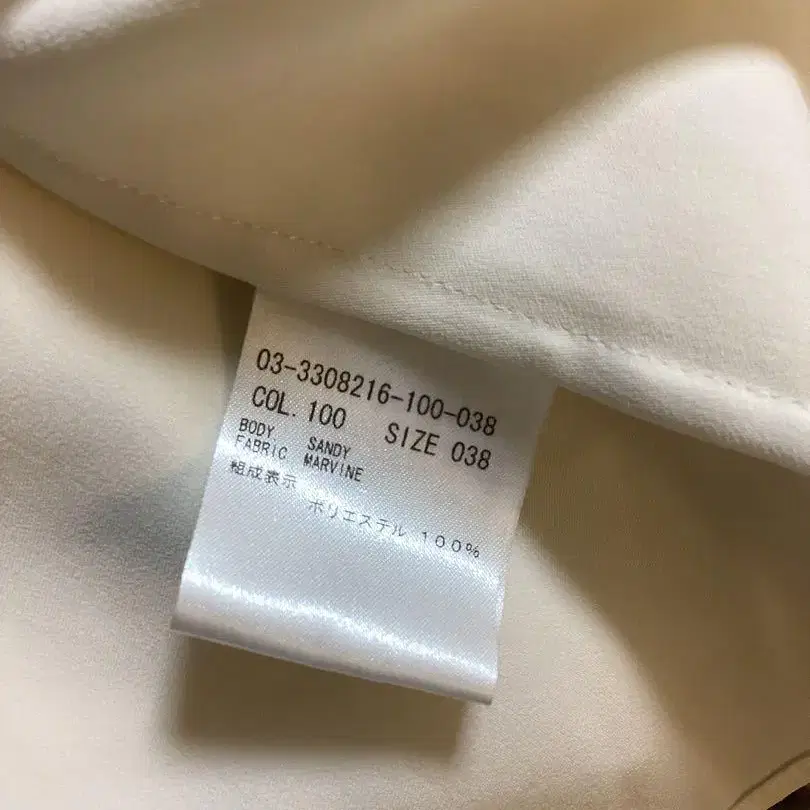 03-3308216-100-038
COL. 100 SIZE 038
BODY SANDY
FABRIC MARVINE
組成表示
ポリエステル 100%